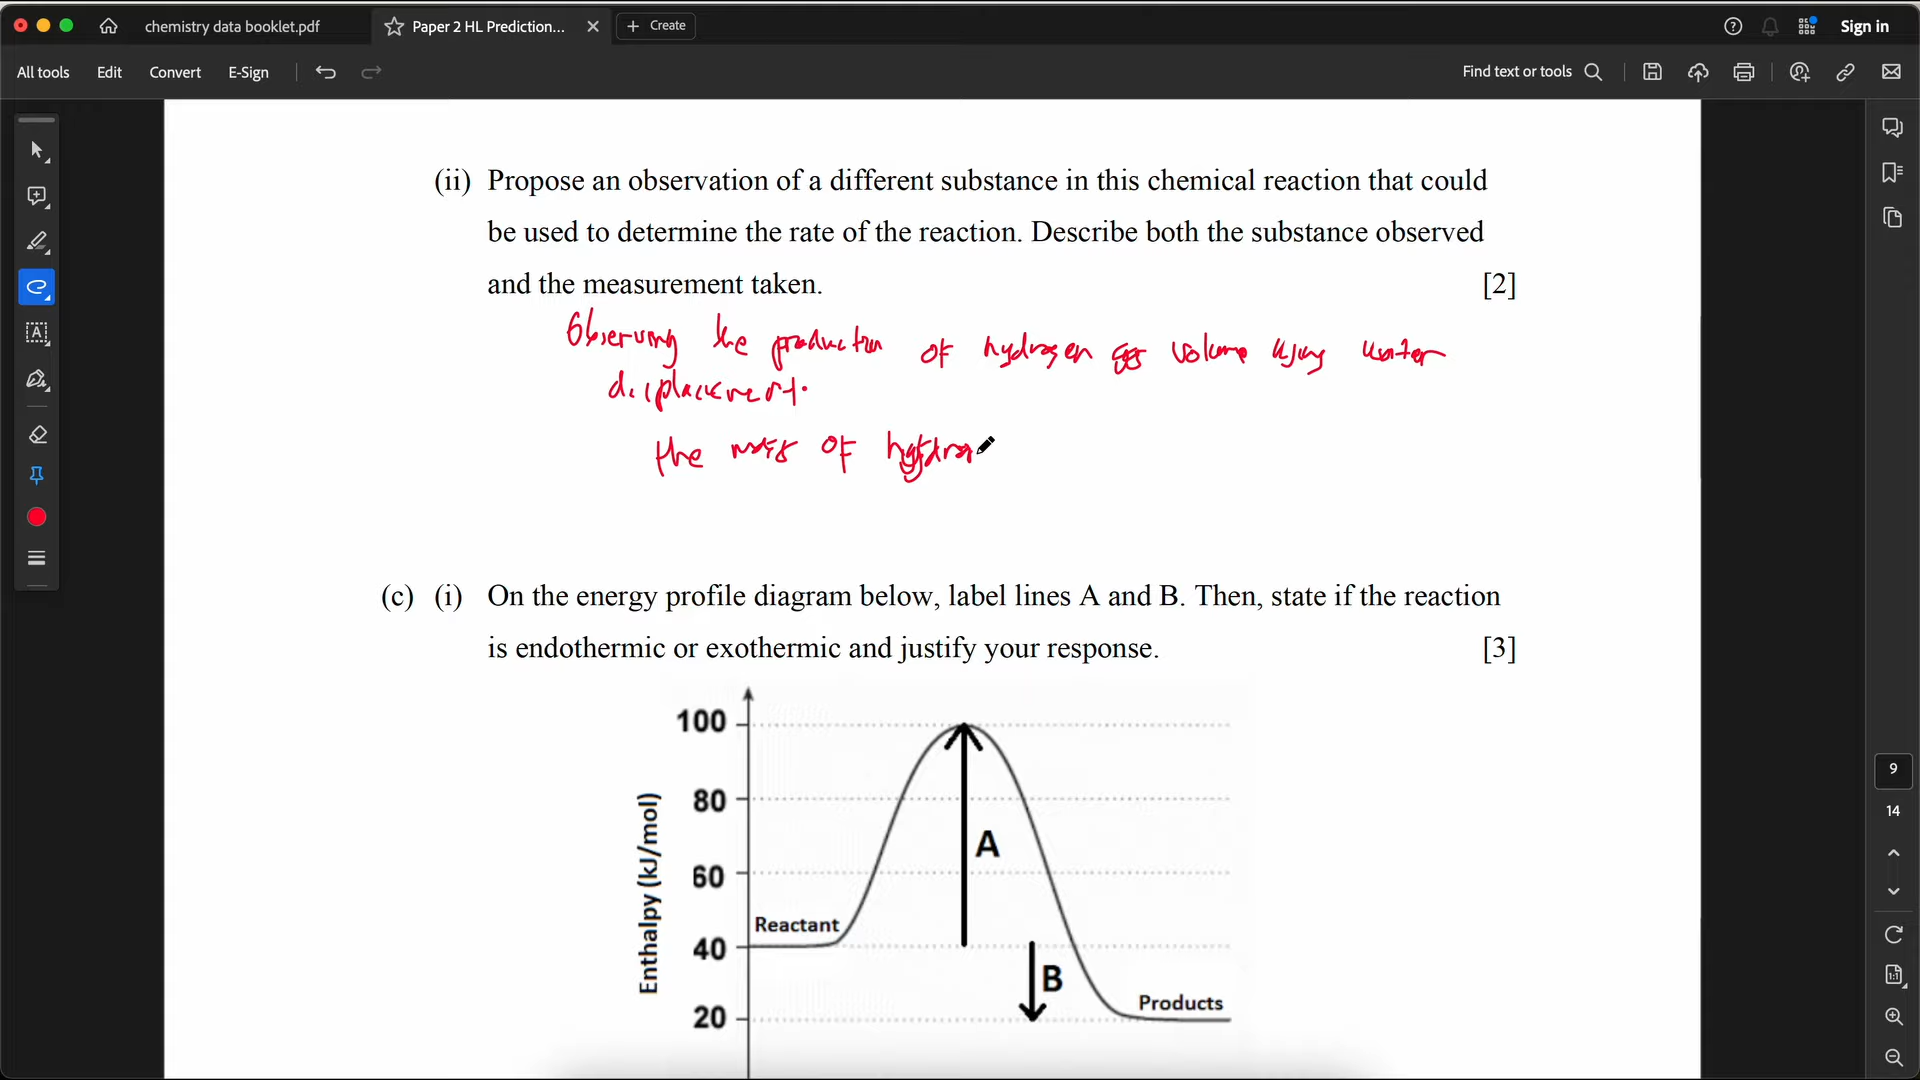 chemistry data booklet.pdf
Paper 2 HL Prediction...
Create
Sign in
All tools
Edit
Convert
E-Sign
Find text or tools
(ii) Propose an observation of a different substance in this chemical reaction that could
be used to determine the rate of the reaction. Describe both the substance observed
and the measurement taken. [2]
Observing the production of hydrogen gas volume using water
displacement.
the mass of hydro
(c) (i) On the energy profile diagram below, label lines A and B. Then, state if the reaction
is endothermic or exothermic and justify your response. [3]
Enthalpy (kJ/mol)
100
80
A
60
Reactant
40
B
Products
20
9
14
1:1